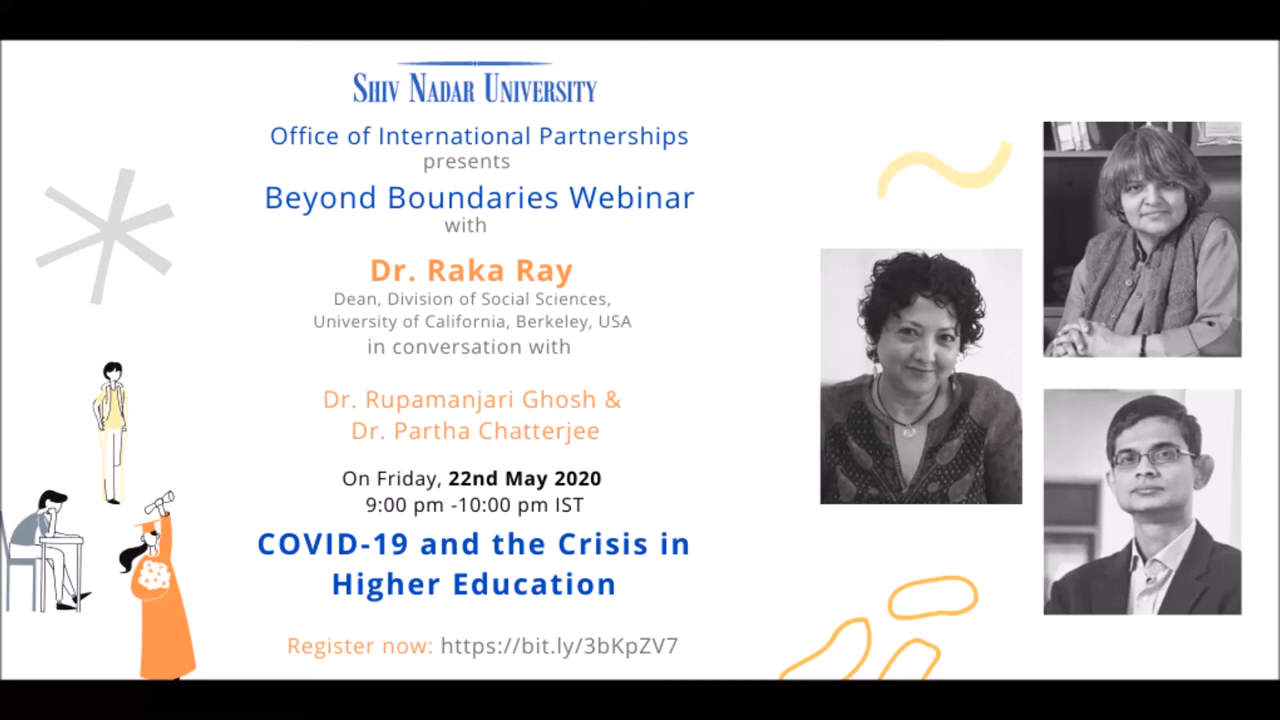 SHIV NADAR UNIVERSITY
Office of International Partnerships
presents
Beyond Boundaries Webinar
with
Dr. Raka Ray
Dean, Division of Social Sciences,
University of California, Berkeley, USA
in conversation with
Dr. Rupamanjari Ghosh &
Dr. Partha Chatterjee
On Friday, 22nd May 2020
9:00 pm -10:00 pm IST
COVID-19 and the Crisis in
Higher Education
Register now: https://bit.ly/3bKpZV7